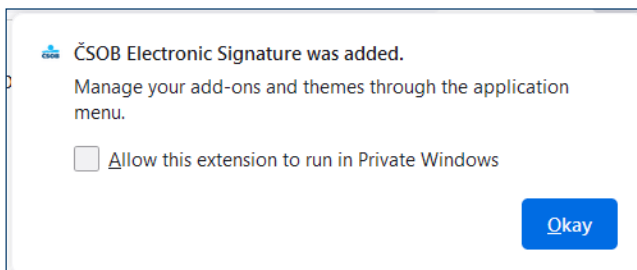 ČSOB Electronic Signature was added.
Manage your add-ons and themes through the application
menu.
Allow this extension to run in Private Windows
Okay